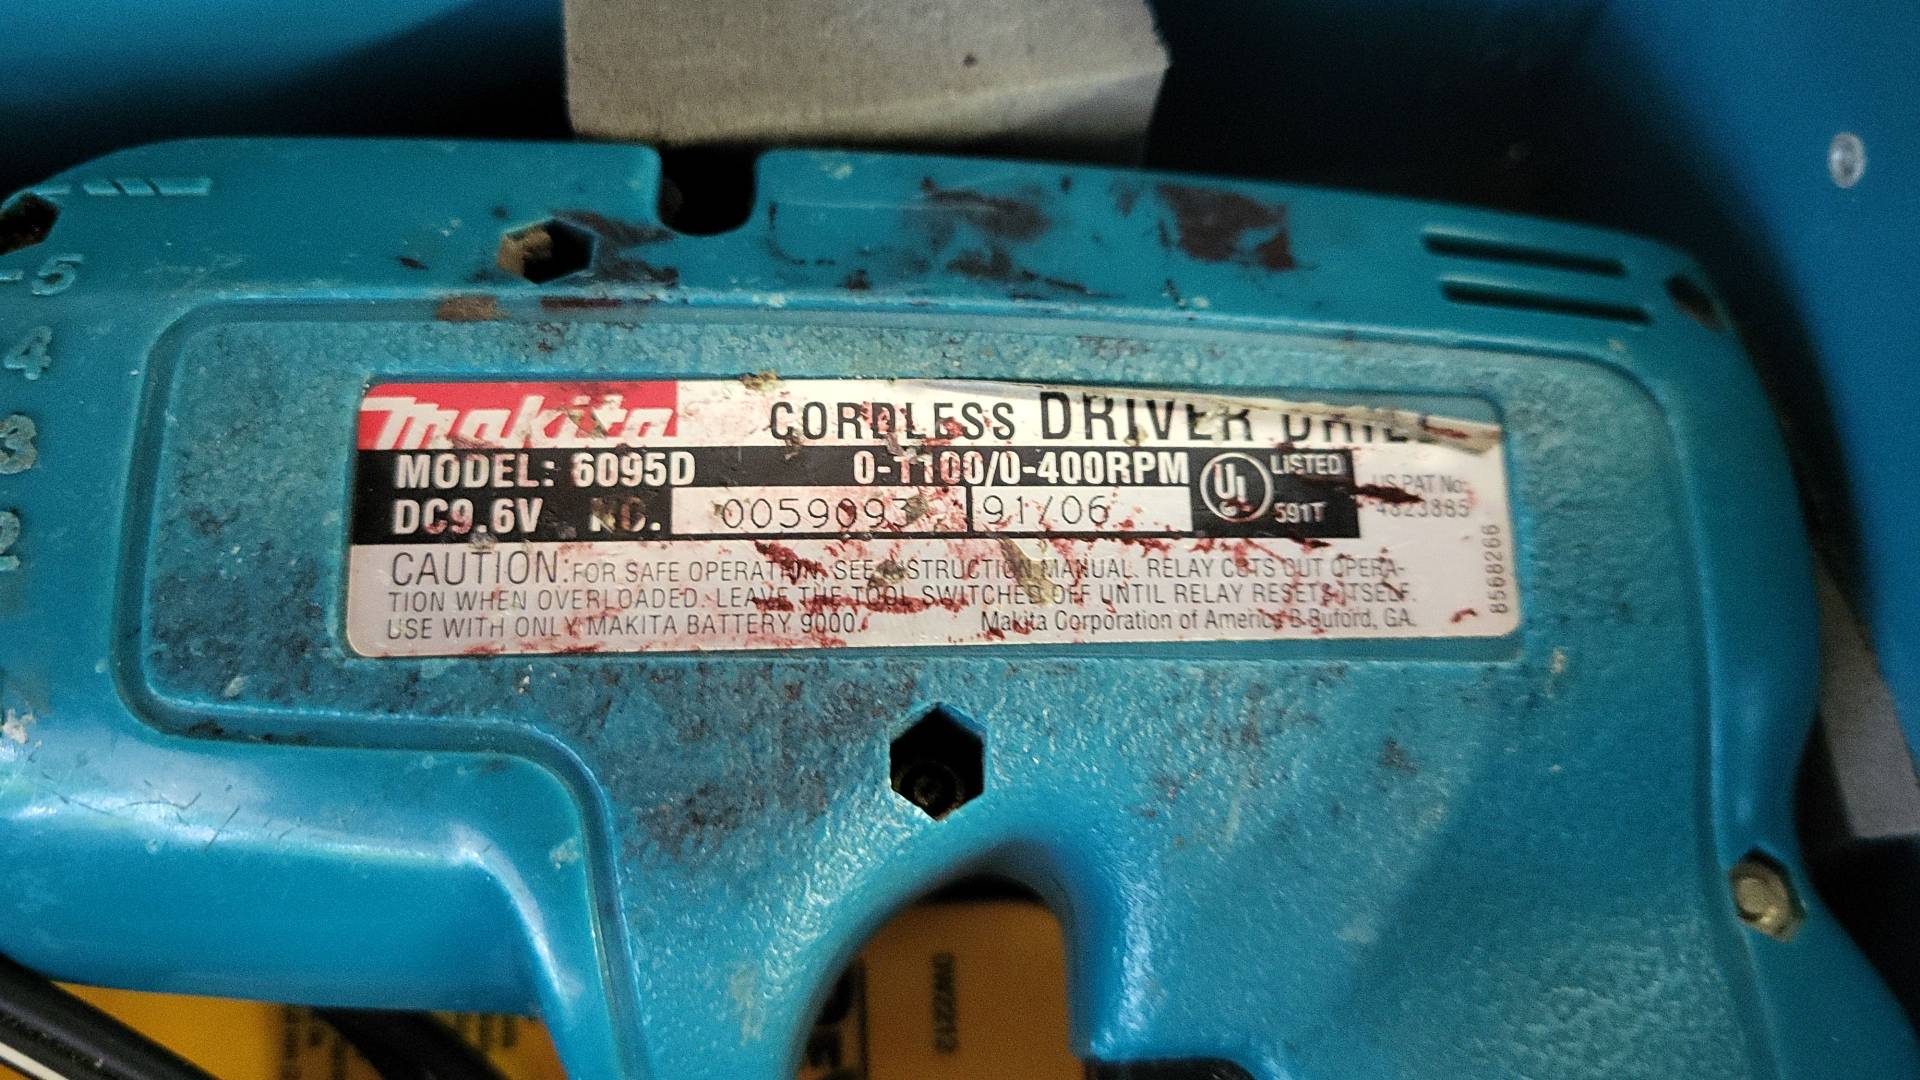 makita CORDLESS DRIVER DRILL
MODEL: 6095D 0-1100/0-400RPM UL LISTED
DC9.6V NO. 91/06 591T
US PAT No:
4823885
CAUTION: FOR SAFE OPERATION, SEE INSTRUCTION MANUAL. RELAY CUTS OUT OPERA-
TION WHEN OVERLOADED. LEAVE THE TOOL SWITCHED OFF UNTIL RELAY RESETS ITSELF.
USE WITH ONLY MAKITA BATTERY 9000. Makita Corporation of America Buford, GA.
8568266
5
4
3
2
DW2213